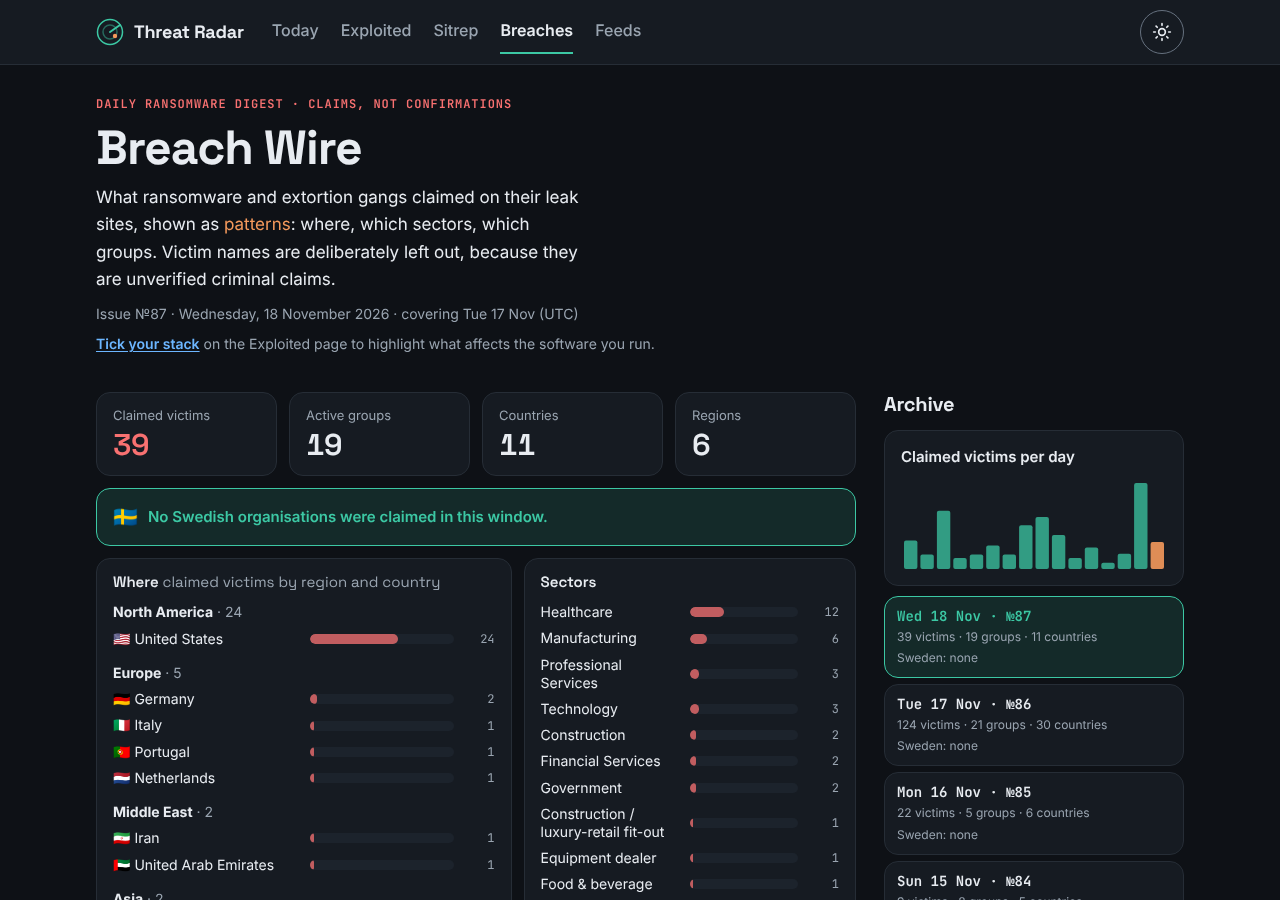 Threat Radar
Today
Exploited
Sitrep
Breaches
Feeds
DAILY RANSOMWARE DIGEST · CLAIMS, NOT CONFIRMATIONS
Breach Wire
What ransomware and extortion gangs claimed on their leak
sites, shown as patterns: where, which sectors, which
groups. Victim names are deliberately left out, because they
are unverified criminal claims.
Issue №87 · Wednesday, 18 November 2026 · covering Tue 17 Nov (UTC)
Tick your stack on the Exploited page to highlight what affects the software you run.
Claimed victims
39
Active groups
19
Countries
11
Regions
6
No Swedish organisations were claimed in this window.
Where claimed victims by region and country
North America · 24
United States 24
Europe · 5
Germany 2
Italy 1
Portugal 1
Netherlands 1
Middle East · 2
Iran 1
United Arab Emirates 1
Asia · 2
Sectors
Healthcare 12
Manufacturing 6
Professional
Services 3
Technology 3
Construction 2
Financial Services 2
Government 2
Construction /
luxury-retail fit-out 1
Equipment dealer 1
Food & beverage 1
Archive
Claimed victims per day
Wed 18 Nov · №87
39 victims · 19 groups · 11 countries
Sweden: none
Tue 17 Nov · №86
124 victims · 21 groups · 30 countries
Sweden: none
Mon 16 Nov · №85
22 victims · 5 groups · 6 countries
Sweden: none
Sun 15 Nov · №84